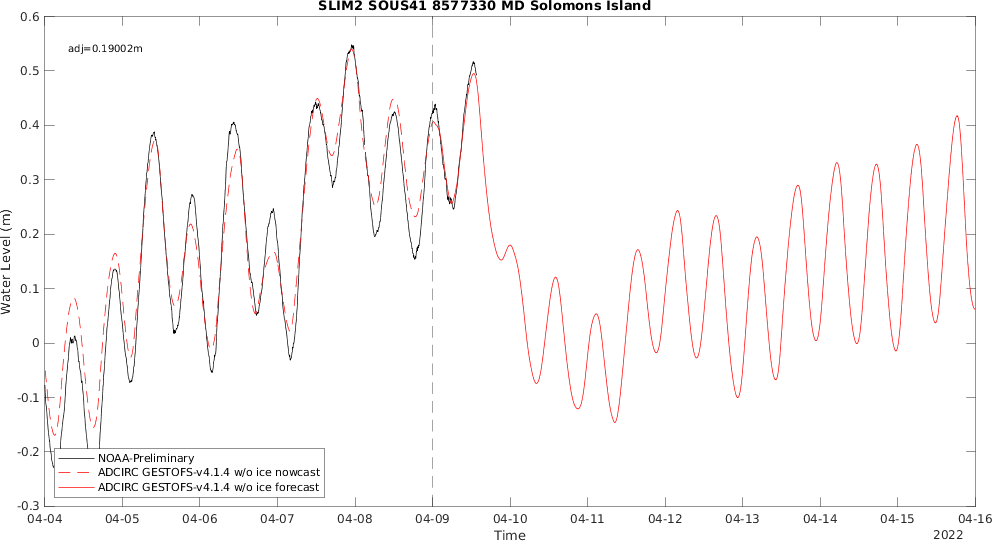 SLIM2 SOUS41 8577330 MD Solomons Island
adj=0.19002m
0.6
0.5
0.4
0.3
0.2
0.1
0
-0.1
-0.2
-0.3
Water Level (m)
NOAA-Preliminary
ADCIRC GESTOFS-v4.1.4 w/o ice nowcast
ADCIRC GESTOFS-v4.1.4 w/o ice forecast
04-04 04-05 04-06 04-07 04-08 04-09 04-10 04-11 04-12 04-13 04-14 04-15 04-16
Time
2022